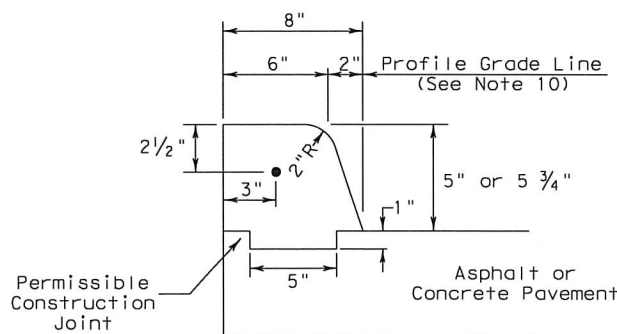 8"
6"
2"
Profile Grade Line
(See Note 10)
2 1/2"
2"R
3"
5" or 5 3/4"
1"
5"
Permissible
Construction
Joint
Asphalt or
Concrete Pavement